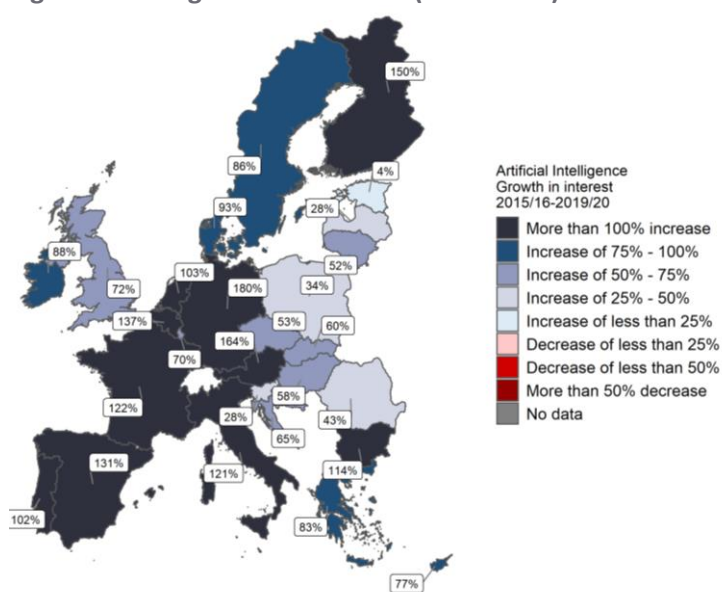 150%
4%
86%
93%
28%
88%
52%
103%
34%
72%
180%
137%
53%
60%
164%
70%
58%
122%
28%
43%
65%
131%
121%
114%
102%
83%
77%
Artificial Intelligence
Growth in interest
2015/16-2019/20
More than 100% increase
Increase of 75% - 100%
Increase of 50% - 75%
Increase of 25% - 50%
Increase of less than 25%
Decrease of less than 25%
Decrease of less than 50%
More than 50% decrease
No data